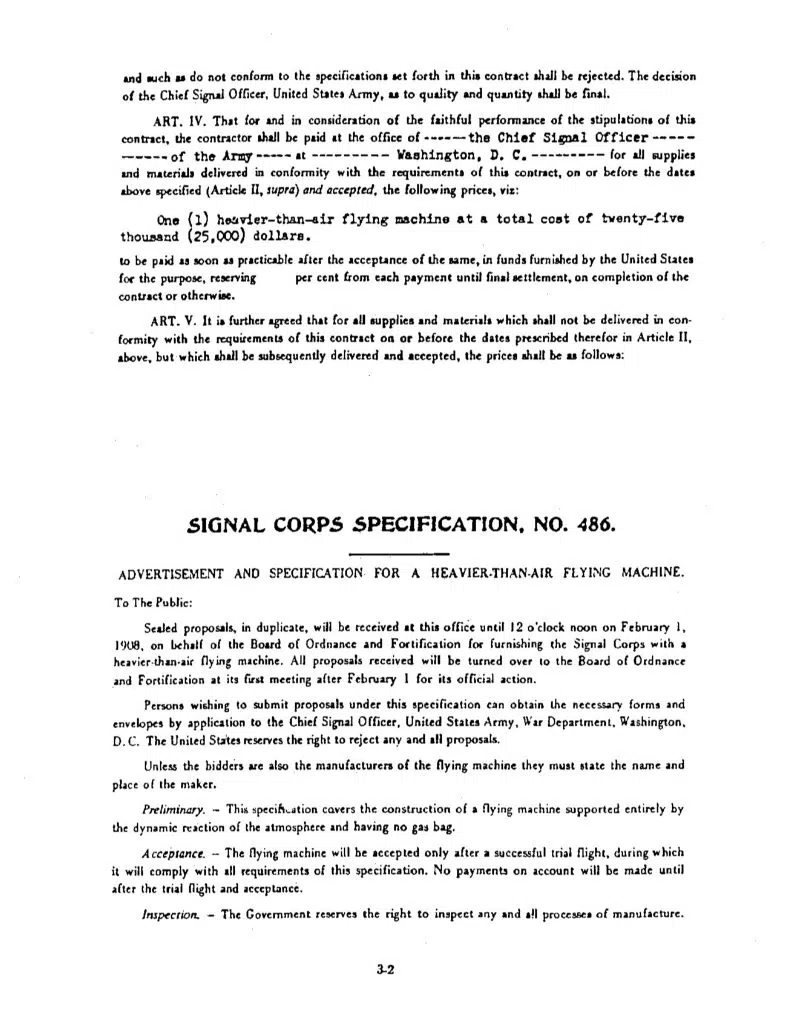 and such as do not conform to the specifications set forth in this contract shall be rejected. The decision
of the Chief Signal Officer, United States Army, as to quality and quantity shall be final.
ART. IV. That for and in consideration of the faithful performance of the stipulations of this
contract, the contractor shall be paid at the office of ------the Chief Signal Officer -----
------of the Army----- at ---------- Washington, D. C. ---------- for all supplies
and materials delivered in conformity with the requirements of this contract, on or before the dates
above specified (Article II, supra) and accepted, the following prices, viz:
One (1) heavier-than-air flying machine at a total cost of twenty-five
thousand (25,000) dollars.
to be paid as soon as practicable after the acceptance of the same, in funds furnished by the United States
for the purpose, reserving per cent from each payment until final settlement, on completion of the
contract or otherwise.
ART. V. It is further agreed that for all supplies and materials which shall not be delivered in con-
formity with the requirements of this contract on or before the dates prescribed therefor in Article II,
above, but which shall be subsequently delivered and accepted, the prices shall be as follows:
SIGNAL CORPS SPECIFICATION, NO. 486.
ADVERTISEMENT AND SPECIFICATION FOR A HEAVIER-THAN-AIR FLYING MACHINE.
To The Public:
Sealed proposals, in duplicate, will be received at this office until 12 o'clock noon on February 1,
1908, on behalf of the Board of Ordnance and Fortification for furnishing the Signal Corps with a
heavier-than-air flying machine. All proposals received will be turned over to the Board of Ordnance
and Fortification at its first meeting after February 1 for its official action.
Persons wishing to submit proposals under this specification can obtain the necessary forms and
envelopes by application to the Chief Signal Officer, United States Army, War Department, Washington,
D. C. The United States reserves the right to reject any and all proposals.
Unless the bidders are also the manufacturers of the flying machine they must state the name and
place of the maker.
Preliminary. – This specification covers the construction of a flying machine supported entirely by
the dynamic reaction of the atmosphere and having no gas bag.
Acceptance. – The flying machine will be accepted only after a successful trial flight, during which
it will comply with all requirements of this specification. No payments on account will be made until
after the trial flight and acceptance.
Inspection. – The Government reserves the right to inspect any and all processes of manufacture.
3-2